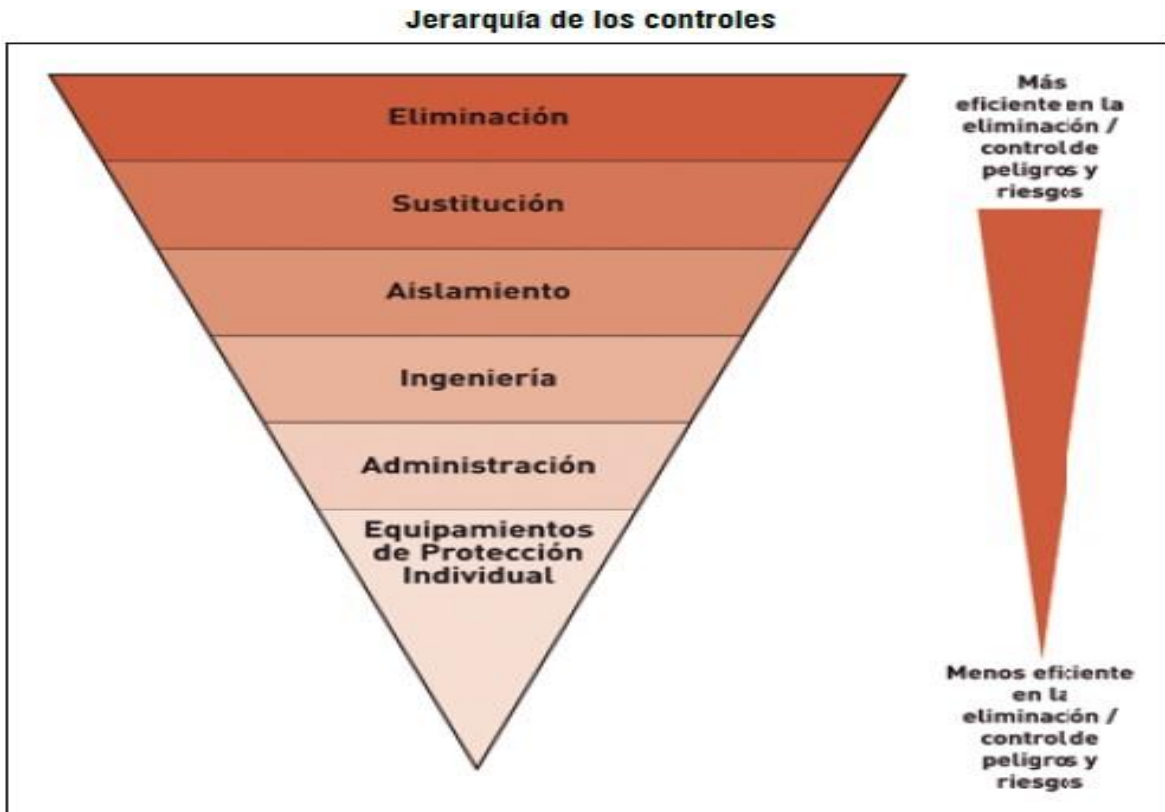 Jerarquía de los controles
Eliminación
Sustitución
Aislamiento
Ingeniería
Administración
Equipamientos
de Protección
Individual
Más
eficiente en la
eliminación /
control de
peligros y
riesgos
Menos eficiente
en la
eliminación /
control de
peligros y
riesgos